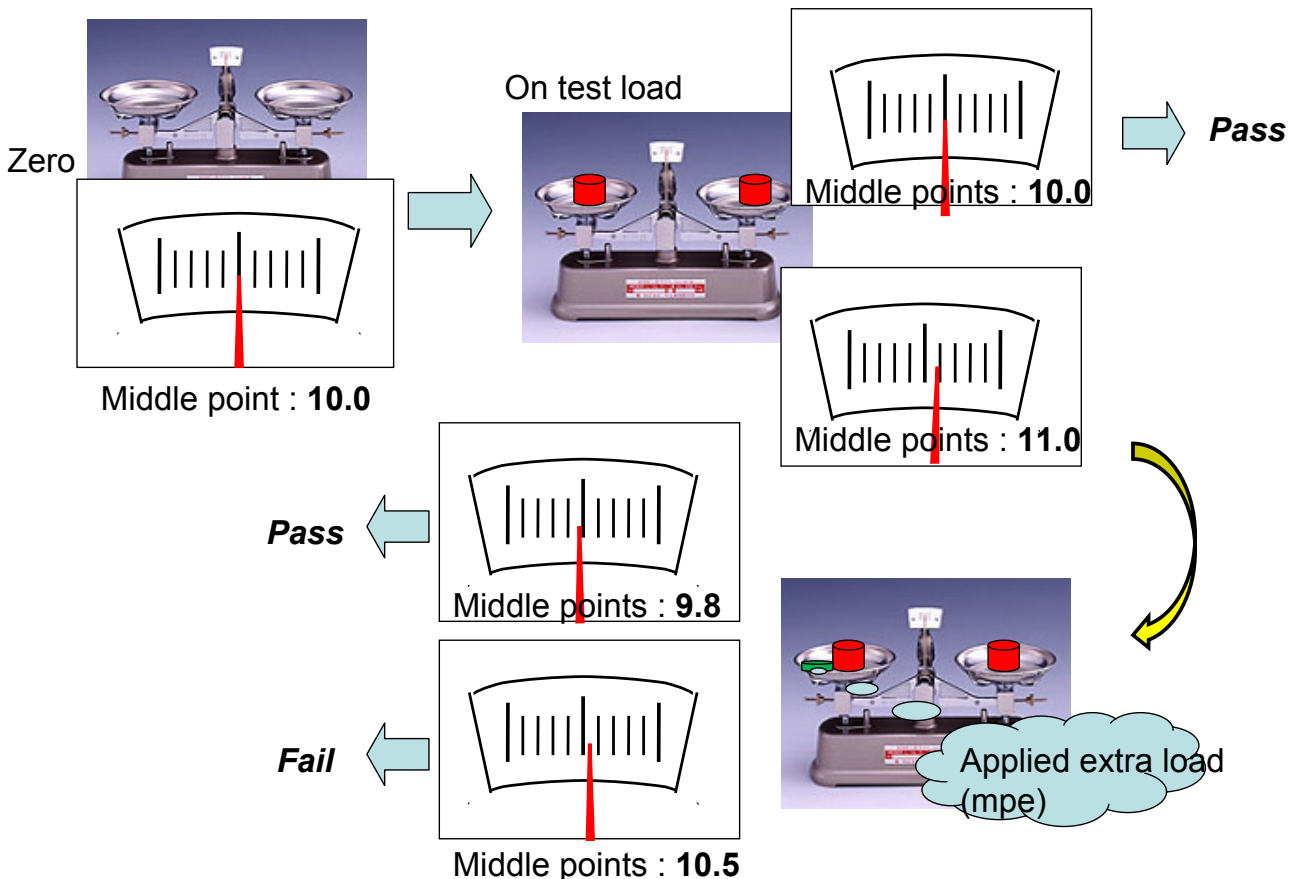 Zero
Middle point : 10.0
On test load
Middle points : 10.0
Pass
Middle points : 11.0
Applied extra load
(mpe)
Pass
Middle points : 9.8
Fail
Middle points : 10.5